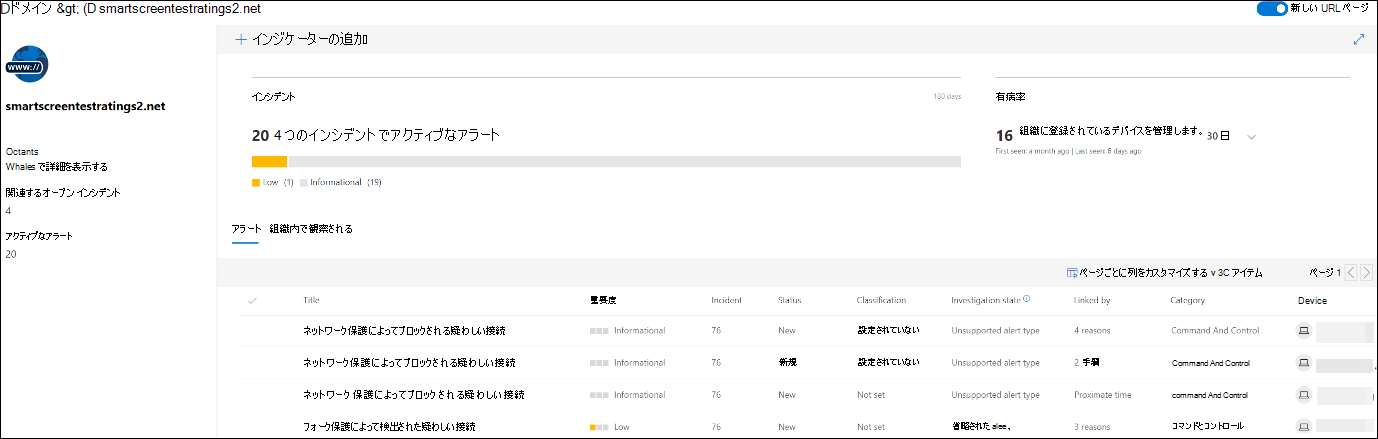 Dドメイン &gt; (D smartscreentestratings2.net
新しい URLページ
www://
smartscreentestratings2.net
Octants
Whales で詳細を表示する
関連するオープン インシデント
4
アクティブなアラート
20
インジケーターの追加
インシデント
180 days
20 4 つのインシデント でアクティブなアラート
Low (1) Informational (19)
有病率
16 組織に登録されているデバイスを管理します。 30 日
First seen: a month ago | Last seen: 6 days ago
アラート 組織内で観察される
ページごとに列をカスタマイズする v 3C アイテム ページ 1
Title 重要度 Incident Status Classification Investigation state Linked by Category Device
ネットワーク保護によってブロックされる疑わしい接続 Informational 76 New 設定されていない Unsupported alert type 4 reasons Command And Control
ネットワーク保護によってブロックされる疑わしい接続 Informational 76 新規 設定されていない Unsupported alert type 2 手綱 Command And Control
ネットワーク 保護 によって ブロックされる疑わしい接続 Informational 76 New Not set Unsupported alert type Proximate time command And Control
フォーク保護によって検出された疑わしい接続 Low 76 New Not set 省略された alee 、 3 reasons コマンドとコントロール